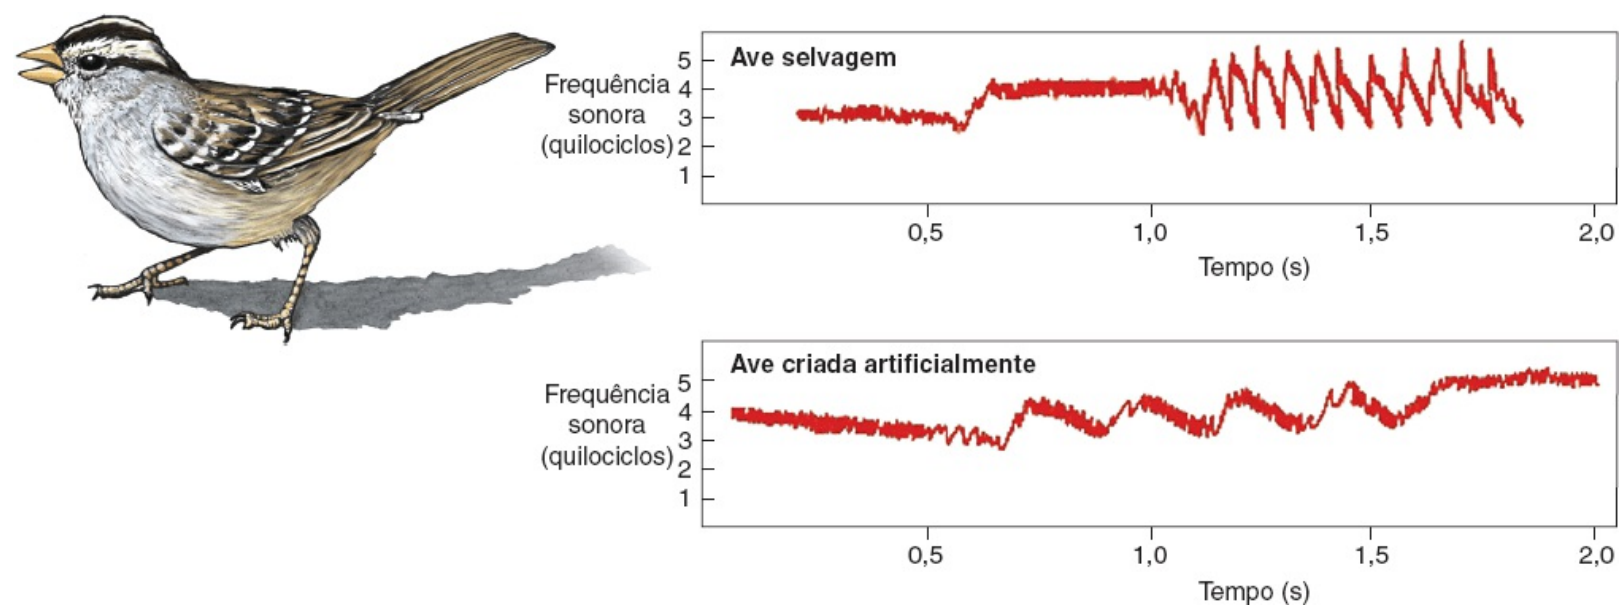 Ave selvagem
Frequência
sonora
(quilociclos)
5
4
3
2
1
0,5 1,0 1,5 2,0
Tempo (s)
Ave criada artificialmente
Frequência
sonora
(quilociclos)
5
4
3
2
1
0,5 1,0 1,5 2,0
Tempo (s)